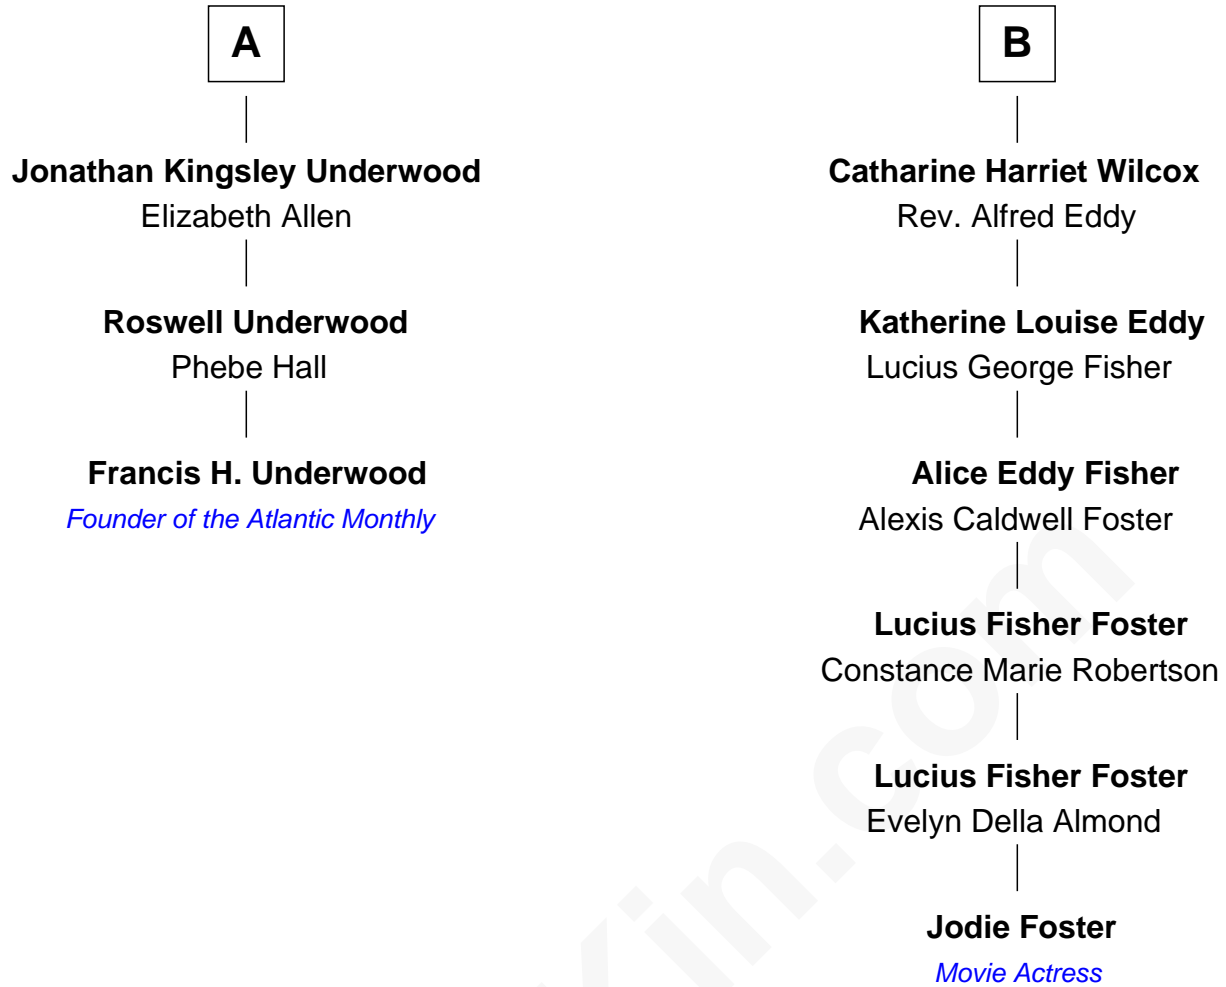 A
Jonathan Kingsley Underwood
Elizabeth Allen
Roswell Underwood
Phebe Hall
Francis H. Underwood
Founder of the Atlantic Monthly
B
Catharine Harriet Wilcox
Rev. Alfred Eddy
Katherine Louise Eddy
Lucius George Fisher
Alice Eddy Fisher
Alexis Caldwell Foster
Lucius Fisher Foster
Constance Marie Robertson
Lucius Fisher Foster
Evelyn Della Almond
Jodie Foster
Movie Actress
Kin.com